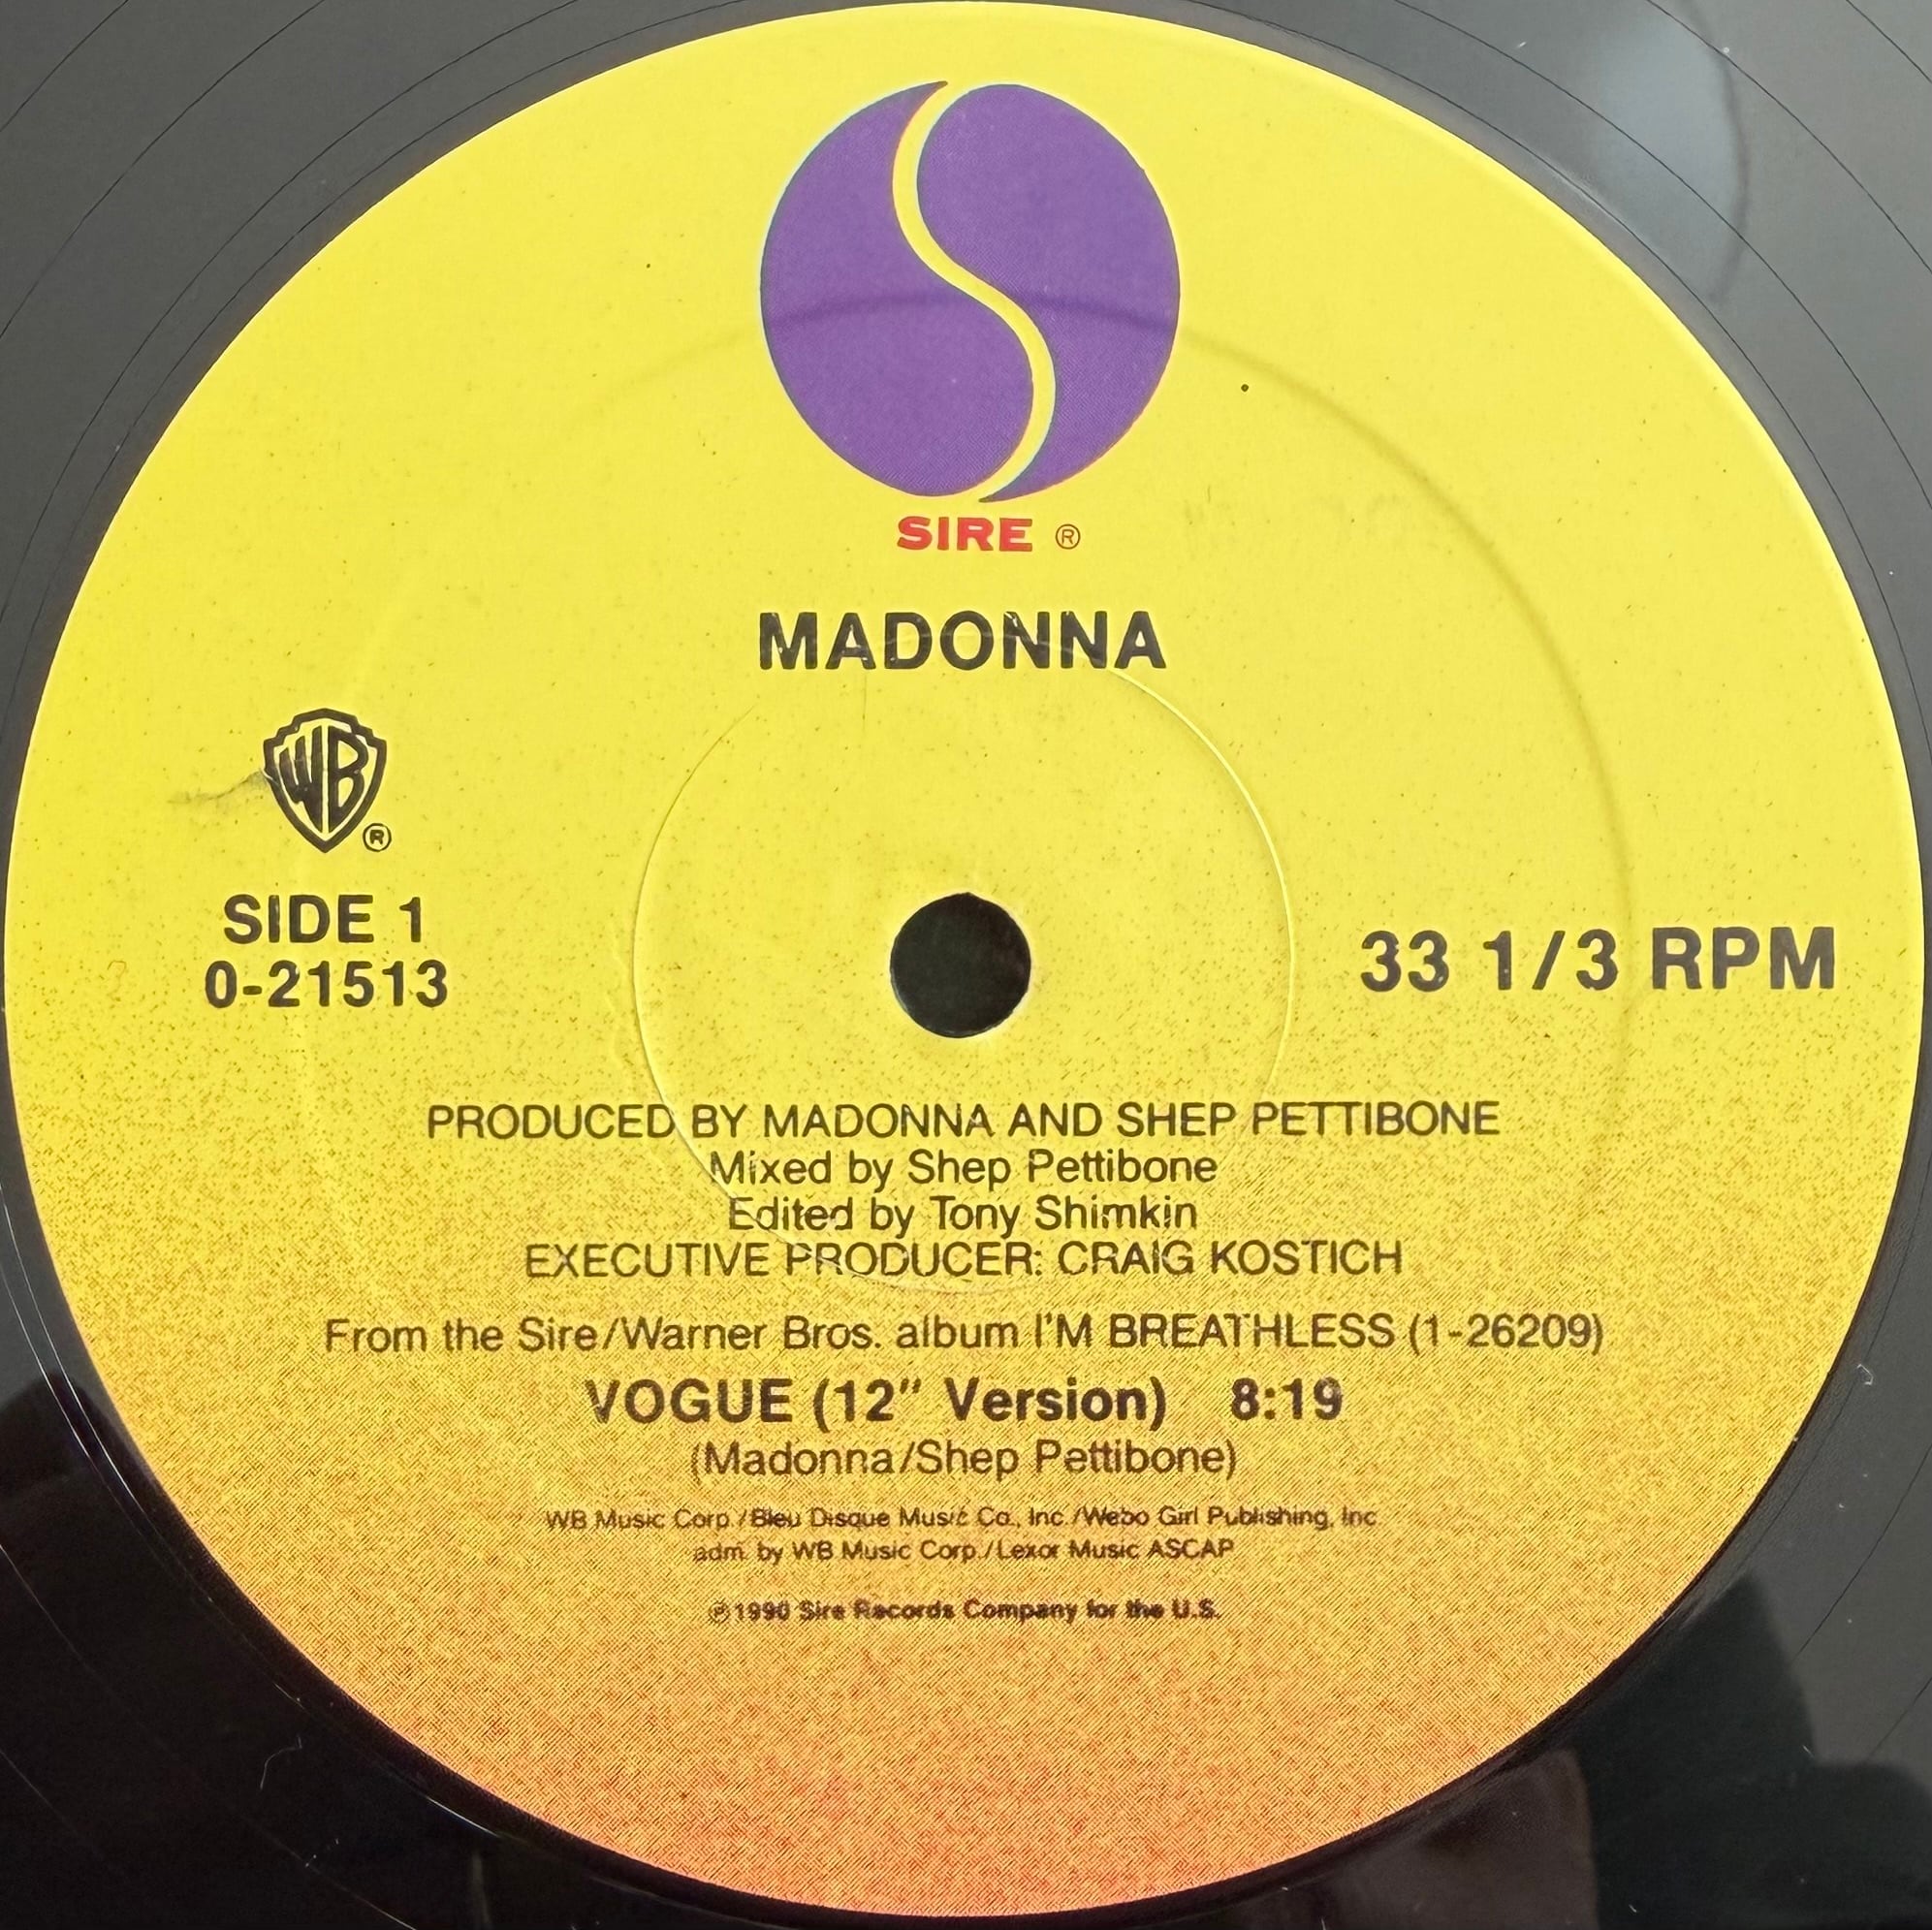 SIRE ®
MADONNA
WB ®
SIDE 1
0-21513
33 1/3 RPM
PRODUCED BY MADONNA AND SHEP PETTIBONE
Mixed by Shep Pettibone
Edited by Tony Shimkin
EXECUTIVE PRODUCER: CRAIG KOSTICH
From the Sire/Warner Bros. album I'M BREATHLESS (1-26209)
VOGUE (12" Version) 8:19
(Madonna/Shep Pettibone)
WB Music Corp./Bleu Disque Music Co., Inc./Webo Girl Publishing, Inc.
adm. by WB Music Corp./Lexor Music ASCAP
℗1990 Sire Records Company for the U.S.